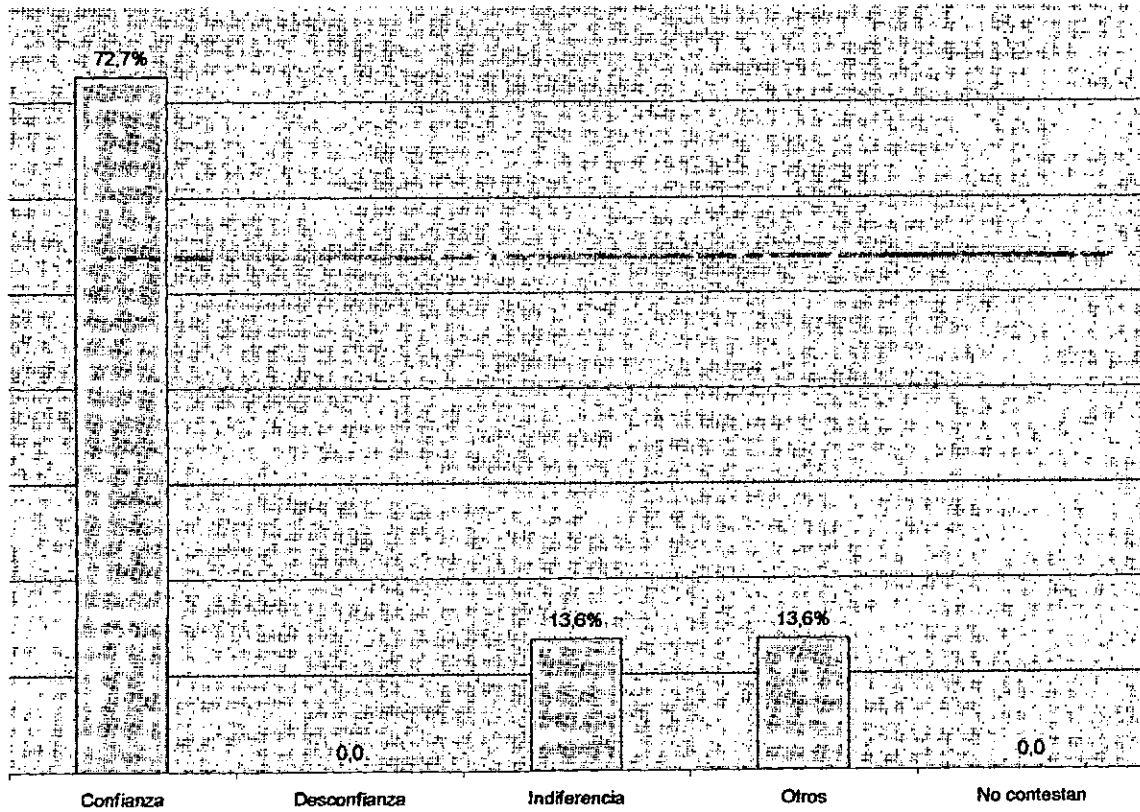 72,7%
13,6%
13,6%
0,0
0,0
Confianza
Desconfianza
Indiferencia
Otros
No contestan